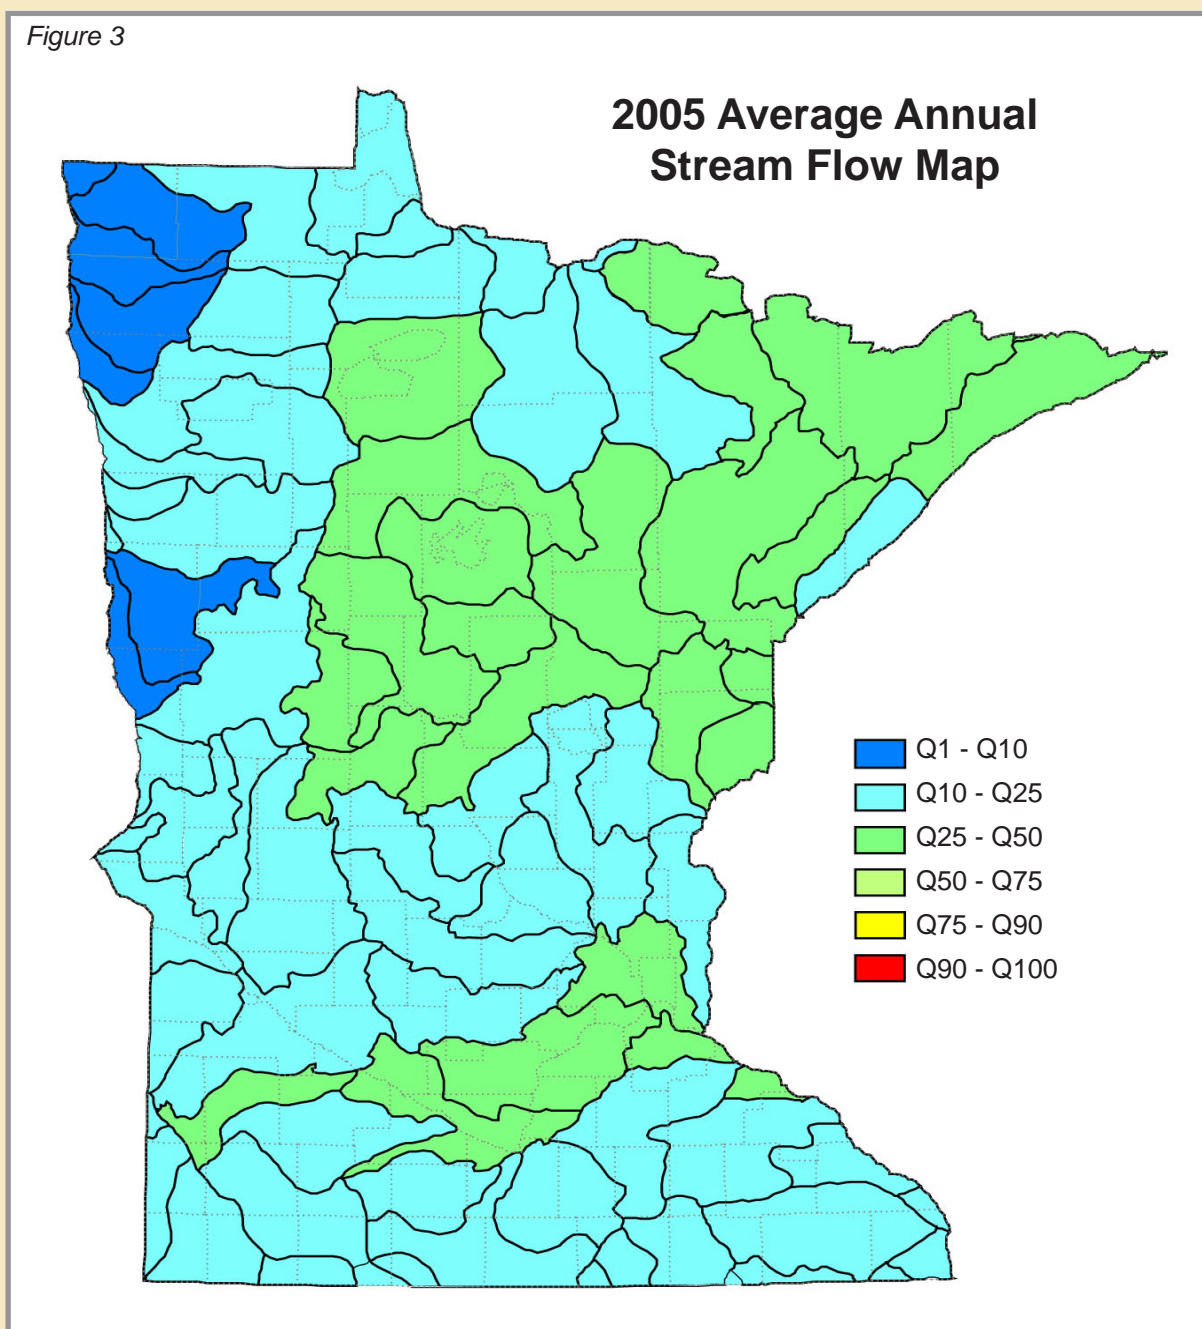 Figure 3
2005 Average Annual
Stream Flow Map
Q1 - Q10
Q10 - Q25
Q25 - Q50
Q50 - Q75
Q75 - Q90
Q90 - Q100